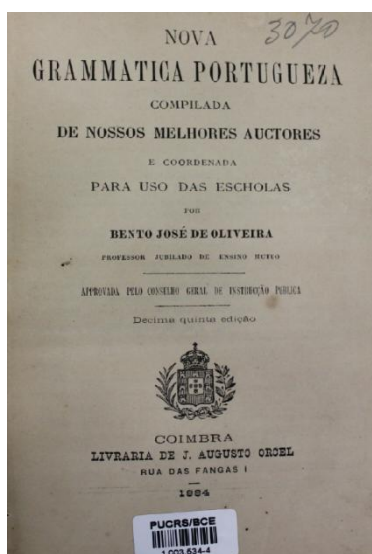 3070
NOVA
GRAMMATICA PORTUGUEZA
COMPILADA
DE NOSSOS MELHORES AUCTORES
E COORDENADA
PARA USO DAS ESCHOLAS
POR
BENTO JOSÉ DE OLIVEIRA
PROFESSOR JUBILADO DE ENSINO MUTUO
APPROVADA PELO CONSELHO GERAL DE INSTRUCÇÃO PUBLICA
Decima quinta edição
COIMBRA
LIVRARIA DE J. AUGUSTO ORCEL
RUA DAS FANGAS 1
1884
PUCRS/BCE
1.003.634-4